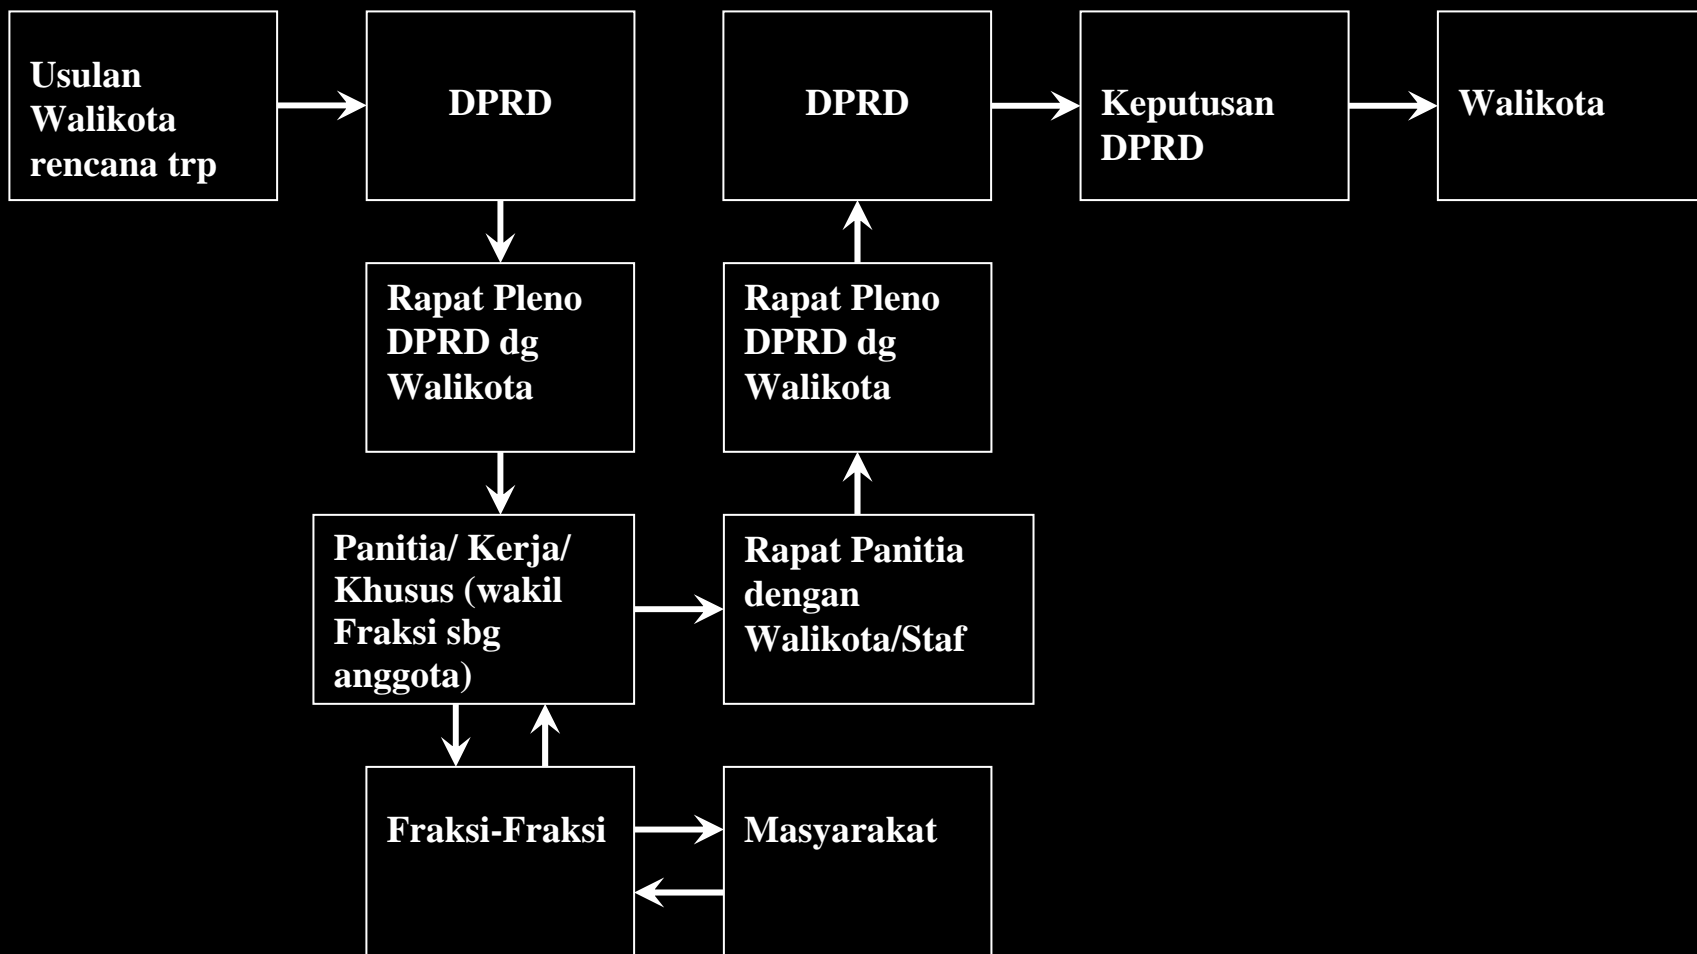 Usulan
Walikota
rencana trp
DPRD
DPRD
Keputusan
DPRD
Walikota
Rapat Pleno
DPRD dg
Walikota
Rapat Pleno
DPRD dg
Walikota
Panitia/ Kerja/
Khusus (wakil
Fraksi sbg
anggota)
Rapat Panitia
dengan
Walikota/Staf
Fraksi-Fraksi
Masyarakat